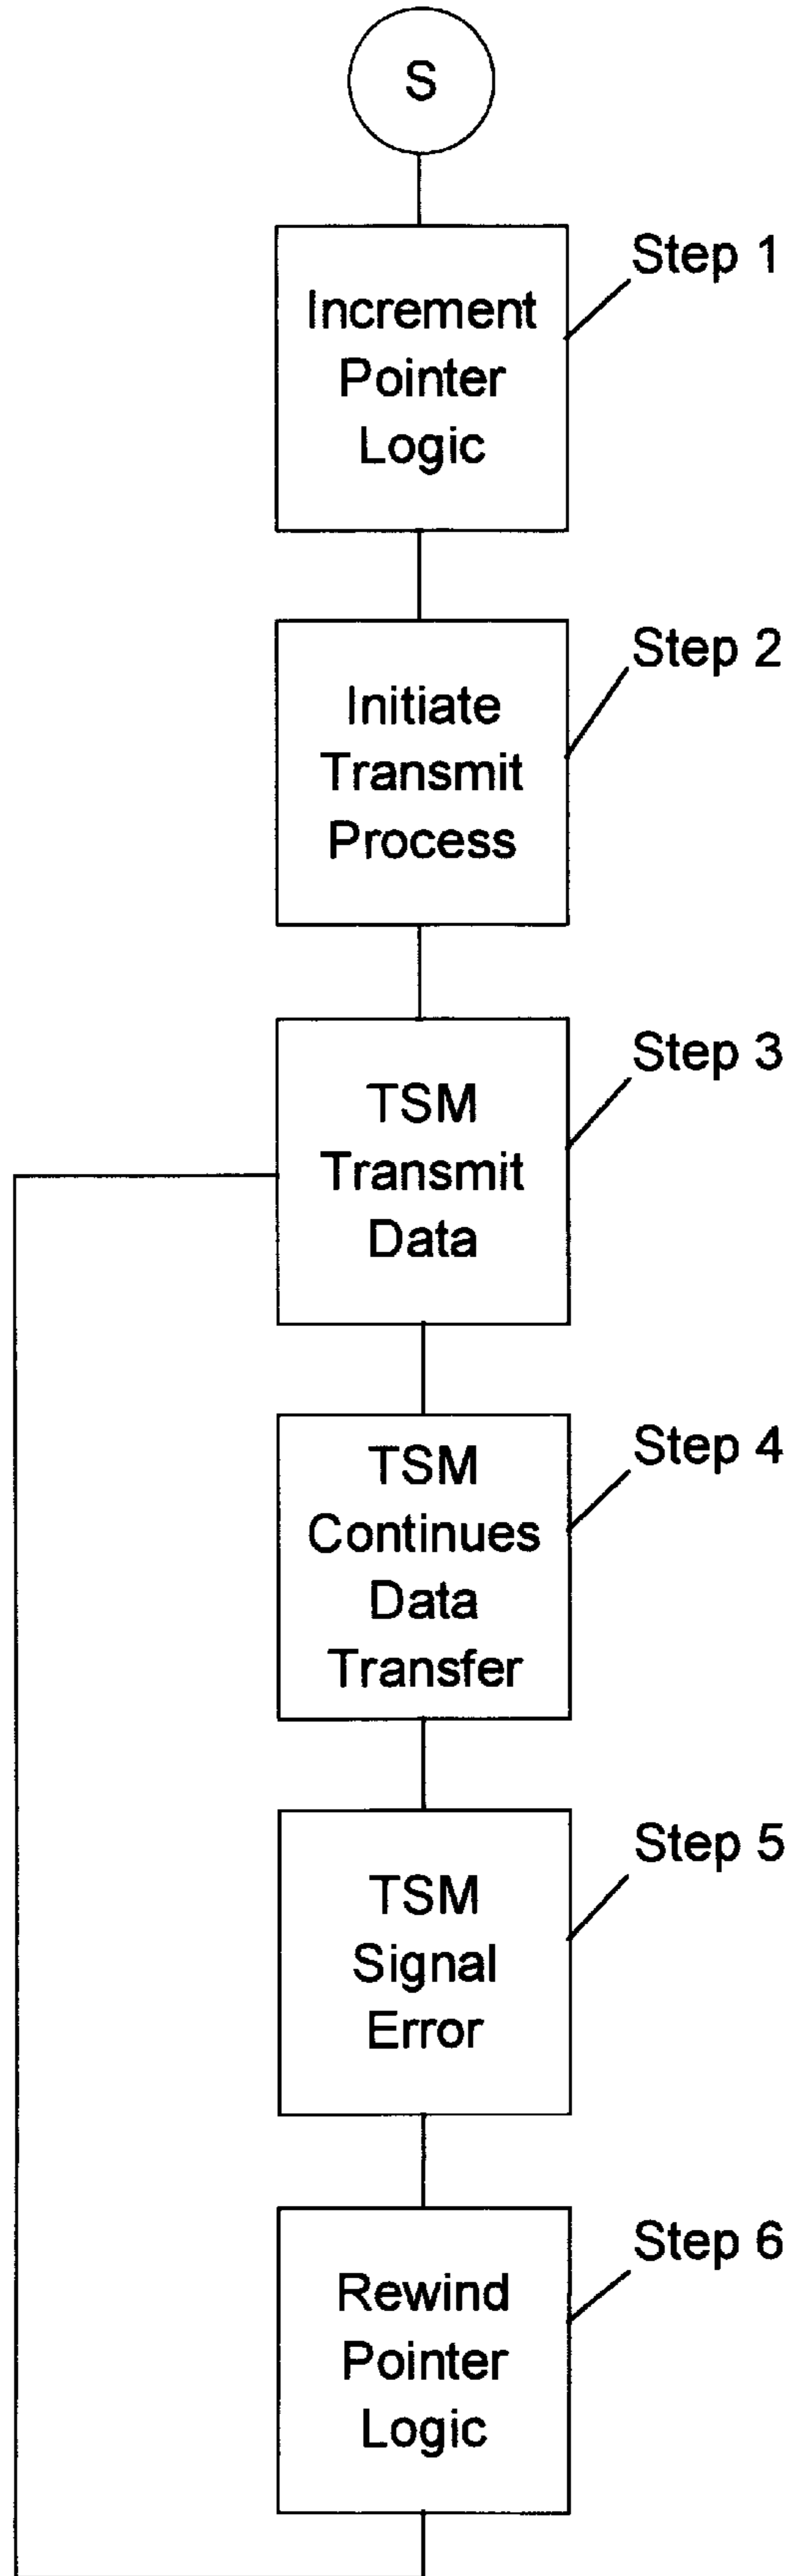 S
Step 1
Increment
Pointer
Logic
Step 2
Initiate
Transmit
Process
Step 3
TSM
Transmit
Data
Step 4
TSM
Continues
Data
Transfer
Step 5
TSM
Signal
Error
Step 6
Rewind
Pointer
Logic